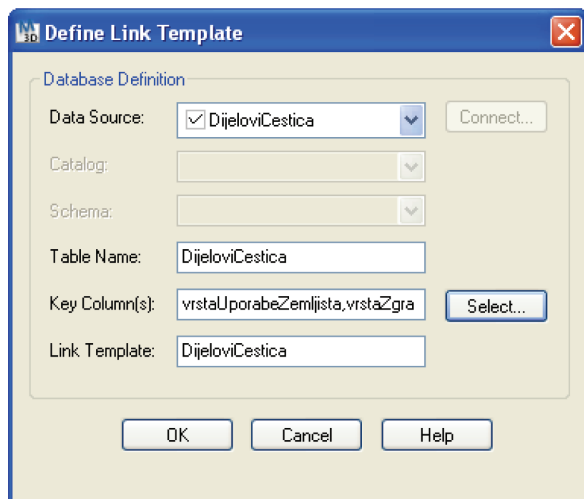 Define Link Template
Database Definition
Data Source: DijeloviCestica Connect...
Catalog:
Schema:
Table Name: DijeloviCestica
Key Column(s): vrstaUporabeZemljista,vrstaZgra Select...
Link Template: DijeloviCestica
OK Cancel Help